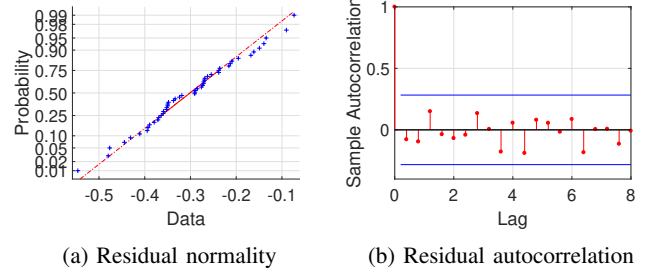 0.99
0.98
0.95
0.90
0.75
0.50
0.25
0.10
0.05
0.02
0.01
Probability
-0.5 -0.4 -0.3 -0.2 -0.1
Data
(a) Residual normality
1
0.5
0
Sample Autocorrelation
0 2 4 6 8
Lag
(b) Residual autocorrelation